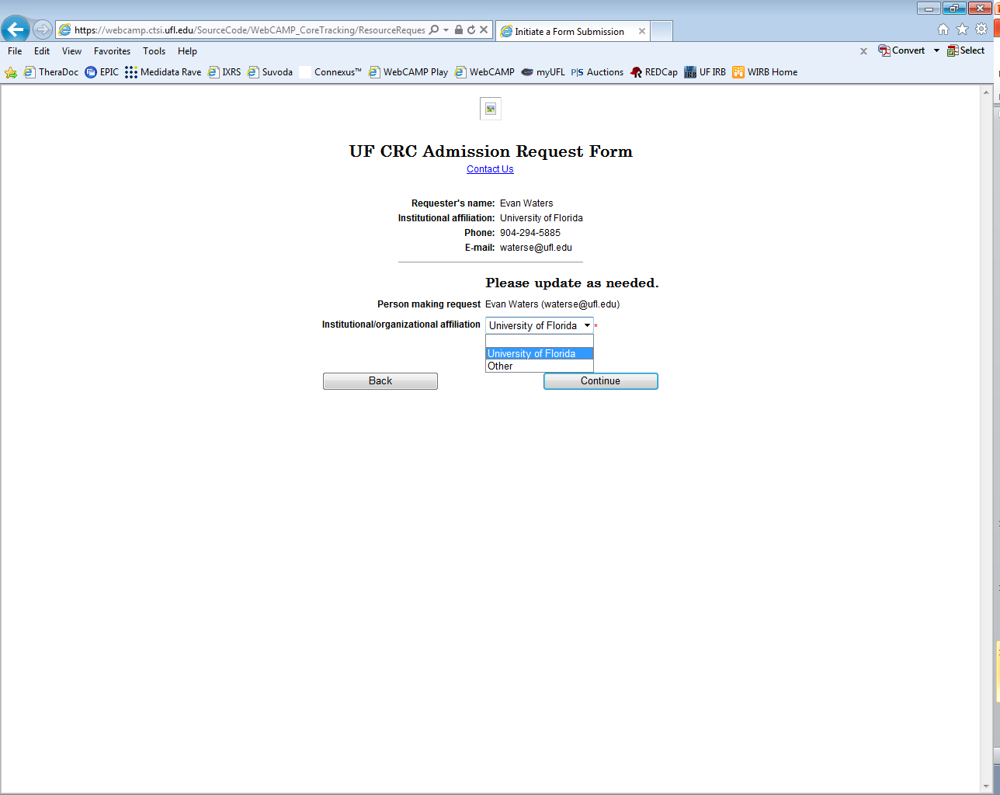 https://webcamp.ctsi.ufl.edu/SourceCode/WebCAMP_CoreTracking/ResourceReques
Initiate a Form Submission
File Edit View Favorites Tools Help
Convert Select
TheraDoc EPIC Medidata Rave IXRS Suvoda Connexus™ WebCAMP Play WebCAMP myUFL P|S Auctions REDCap UF IRB WIRB Home
UF CRC Admission Request Form
Contact Us
Requester's name: Evan Waters
Institutional affiliation: University of Florida
Phone: 904-294-5885
E-mail: waterse@ufl.edu
Please update as needed.
Person making request Evan Waters (waterse@ufl.edu)
Institutional/organizational affiliation University of Florida *
University of Florida
Other
Back Continue